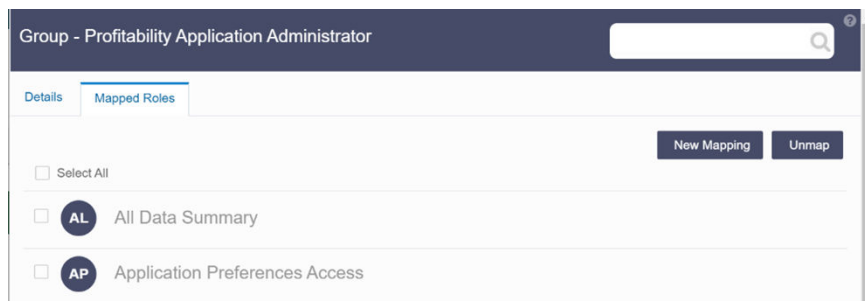 Group - Profitability Application Administrator
?
Details Mapped Roles
New Mapping Unmap
Select All
AL All Data Summary
AP Application Preferences Access